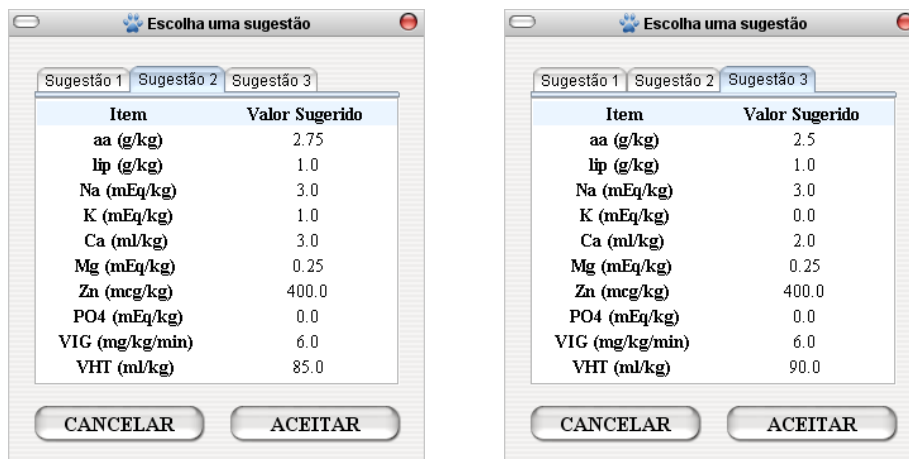 Escolha uma sugestão
Sugestão 1 Sugestão 2 Sugestão 3
Item Valor Sugerido
aa (g/kg) 2.75
lip (g/kg) 1.0
Na (mEq/kg) 3.0
K (mEq/kg) 1.0
Ca (ml/kg) 3.0
Mg (mEq/kg) 0.25
Zn (mcg/kg) 400.0
PO4 (mEq/kg) 0.0
VIG (mg/kg/min) 6.0
VHT (ml/kg) 85.0
CANCELAR ACEITAR
Escolha uma sugestão
Sugestão 1 Sugestão 2 Sugestão 3
Item Valor Sugerido
aa (g/kg) 2.5
lip (g/kg) 1.0
Na (mEq/kg) 3.0
K (mEq/kg) 0.0
Ca (ml/kg) 2.0
Mg (mEq/kg) 0.25
Zn (mcg/kg) 400.0
PO4 (mEq/kg) 0.0
VIG (mg/kg/min) 6.0
VHT (ml/kg) 90.0
CANCELAR ACEITAR